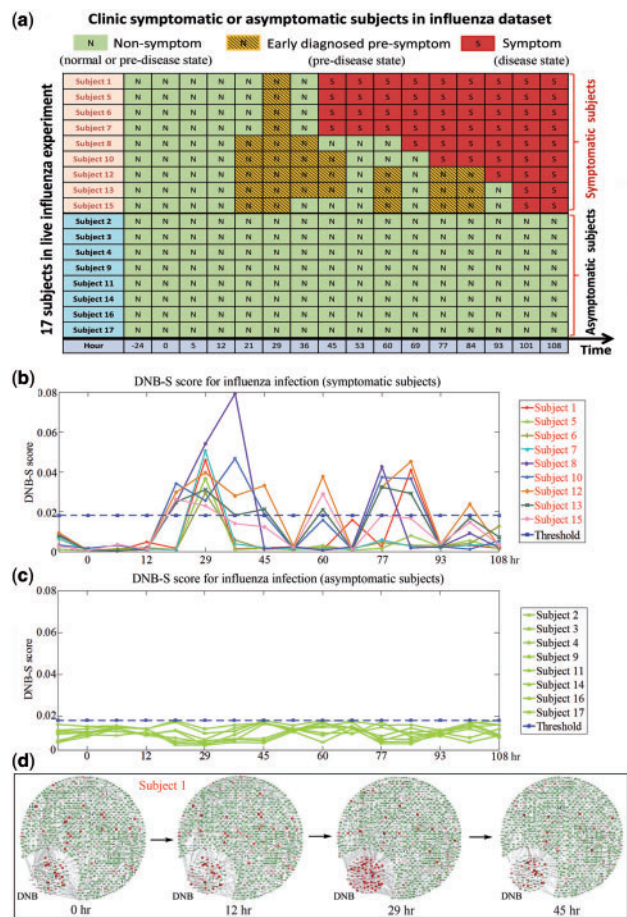 (a)
Clinic symptomatic or asymptomatic subjects in influenza dataset
N Non-symptom N Early diagnosed pre-symptom S Symptom
(normal or pre-disease state) (pre-disease state) (disease state)
17 subjects in live influenza experiment
Subject 1 N N N N N N N S S S S S S S S S
Subject 5 N N N N N N N S S S S S S S S S
Subject 6 N N N N N N N S S S S S S S S S
Subject 7 N N N N N N N S S S S S S S S S
Subject 8 N N N N N N N N N N S S S S S S
Subject 10 N N N N N N N N N N N S S S S S
Subject 12 N N N N N N N N N N N N N S S S
Subject 13 N N N N N N N N N N N N N N S S
Subject 15 N N N N N N N N N N N N N N S S
Symptomatic subjects
Subject 2 N N N N N N N N N N N N N N N N
Subject 3 N N N N N N N N N N N N N N N N
Subject 4 N N N N N N N N N N N N N N N N
Subject 9 N N N N N N N N N N N N N N N N
Subject 11 N N N N N N N N N N N N N N N N
Subject 14 N N N N N N N N N N N N N N N N
Subject 16 N N N N N N N N N N N N N N N N
Subject 17 N N N N N N N N N N N N N N N N
Asymptomatic subjects
Hour -24 0 5 12 21 29 36 45 53 60 69 77 84 93 101 108 Time
(b)
DNB-S score for influenza infection (symptomatic subjects)
DNB-S score
0.08
0.06
0.04
0.02
0
0 12 29 45 60 77 93 108 hr
Subject 1
Subject 5
Subject 6
Subject 7
Subject 8
Subject 10
Subject 12
Subject 13
Subject 15
Threshold
(c)
DNB-S score for influenza infection (asymptomatic subjects)
DNB-S score
0.08
0.06
0.04
0.02
0
0 12 29 45 60 77 93 108 hr
Subject 2
Subject 3
Subject 4
Subject 9
Subject 11
Subject 14
Subject 16
Subject 17
Threshold
(d)
Subject 1
DNB DNB DNB DNB
0 hr 12 hr 29 hr 45 hr